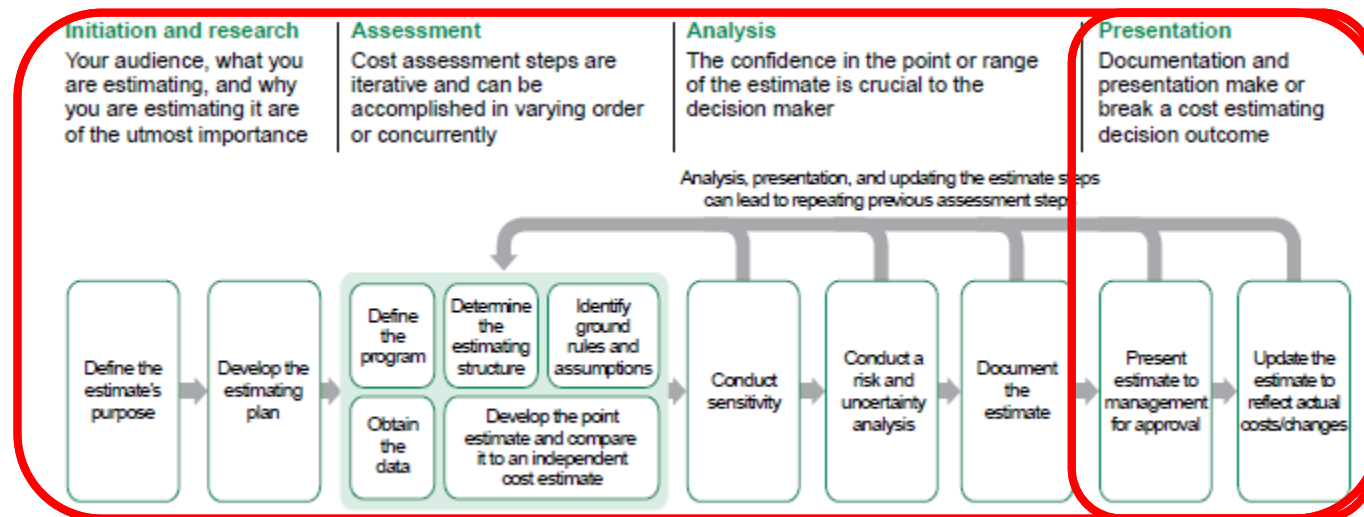 Initiation and research
Your audience, what you
are estimating, and why
you are estimating it are
of the utmost importance
Assessment
Cost assessment steps are
iterative and can be
accomplished in varying order
or concurrently
Analysis
The confidence in the point or range
of the estimate is crucial to the
decision maker
Presentation
Documentation and
presentation make or
break a cost estimating
decision outcome
Analysis, presentation, and updating the estimate steps
can lead to repeating previous assessment steps
Define the
estimate's
purpose
Develop the
estimating
plan
Define
the
program
Determine
the
estimating
structure
Identify
ground
rules and
assumptions
Obtain
the
data
Develop the point
estimate and compare
it to an independent
cost estimate
Conduct
sensitivity
Conduct a
risk and
uncertainty
analysis
Document
the
estimate
Present
estimate to
management
for approval
Update the
estimate to
reflect actual
costs/changes